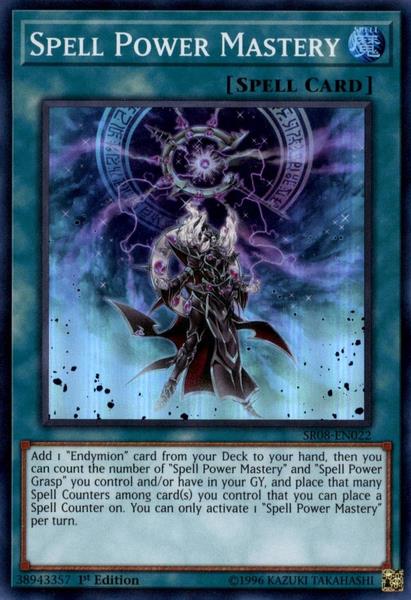 SPELL POWER MASTERY
SPELL
魔
[SPELL CARD]
SR08-EN022
Add 1 "Endymion" card from your Deck to your hand, then you
can count the number of "Spell Power Mastery" and "Spell Power
Grasp" you control and/or have in your GY, and place that many
Spell Counters among card(s) you control that you can place a
Spell Counter on. You can only activate 1 "Spell Power Mastery"
per turn.
38943357 1st Edition ©1996 KAZUKI TAKAHASHI